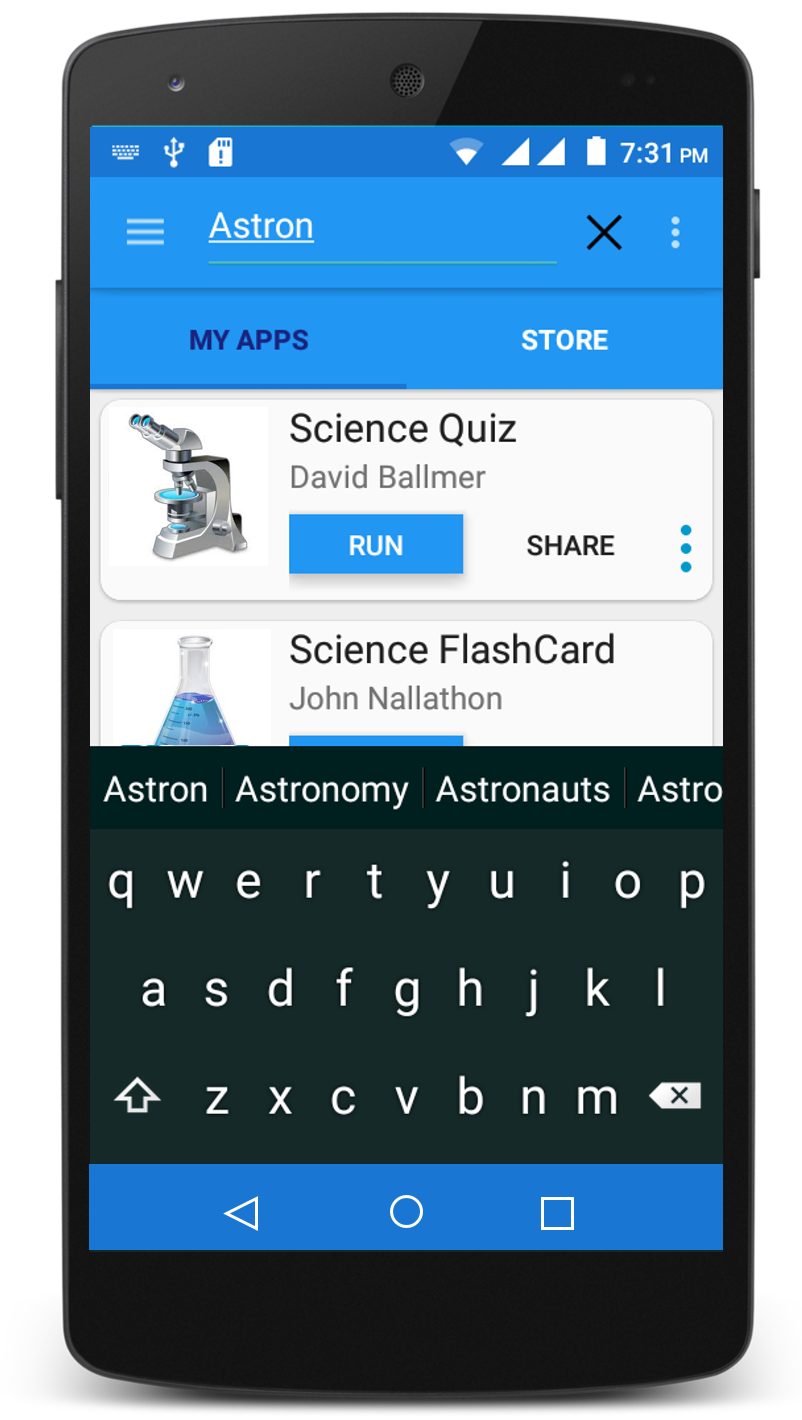 7:31 PM
Astron
MY APPS STORE
Science Quiz
David Ballmer
RUN SHARE
Science FlashCard
John Nallathon
Astron Astronomy Astronauts Astro
q w e r t y u i o p
a s d f g h j k l
z x c v b n m